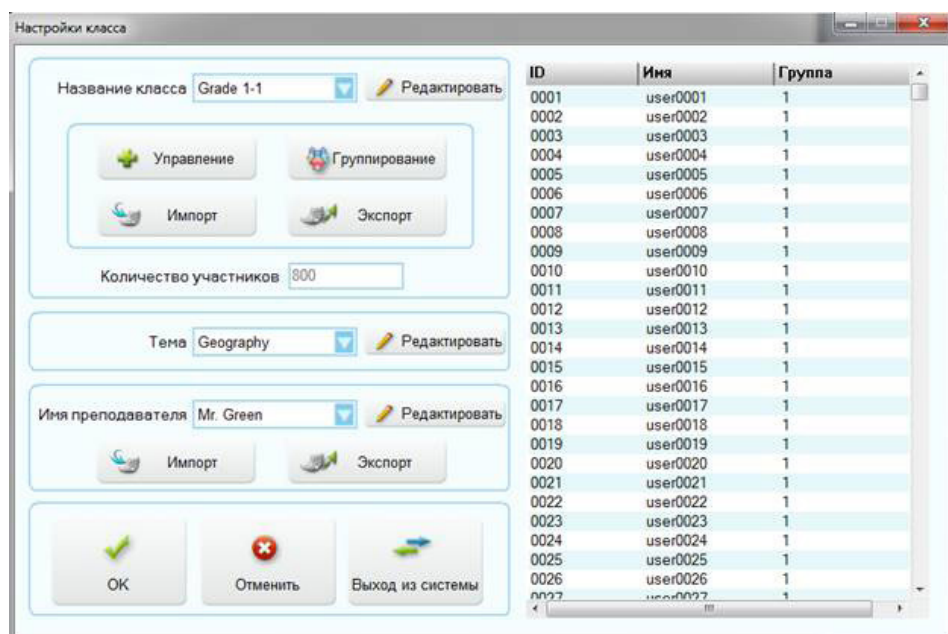 Настройки класса
Название класса Grade 1-1 Редактировать
Управление Группирование
Импорт Экспорт
Количество участников 800
Тема Geography Редактировать
Имя преподавателя Mr. Green Редактировать
Импорт Экспорт
OK Отменить Выход из системы
ID Имя Группа
0001 user0001 1
0002 user0002 1
0003 user0003 1
0004 user0004 1
0005 user0005 1
0006 user0006 1
0007 user0007 1
0008 user0008 1
0009 user0009 1
0010 user0010 1
0011 user0011 1
0012 user0012 1
0013 user0013 1
0014 user0014 1
0015 user0015 1
0016 user0016 1
0017 user0017 1
0018 user0018 1
0019 user0019 1
0020 user0020 1
0021 user0021 1
0022 user0022 1
0023 user0023 1
0024 user0024 1
0025 user0025 1
0026 user0026 1
0027 user0027 1